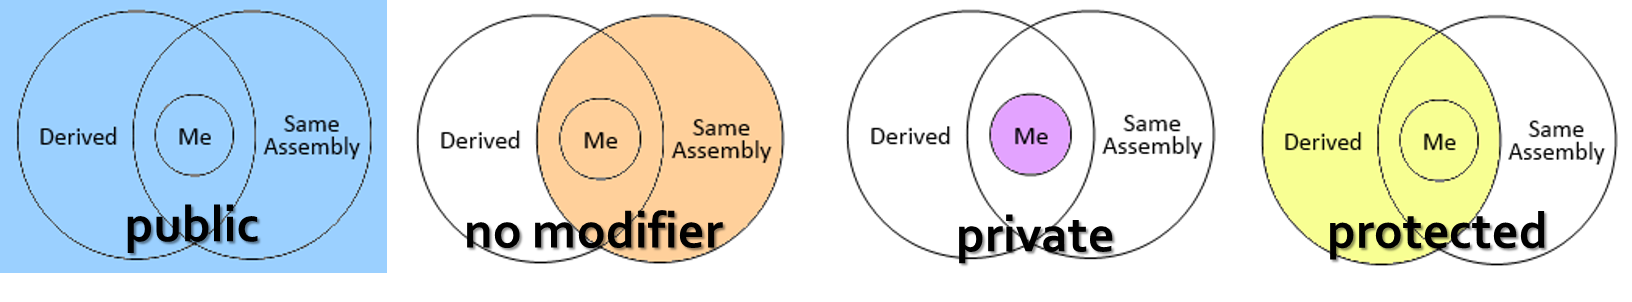 Derived
Me
Same
Assembly
public
Derived
Me
Same
Assembly
no modifier
Derived
Me
Same
Assembly
private
Derived
Me
Same
Assembly
protected